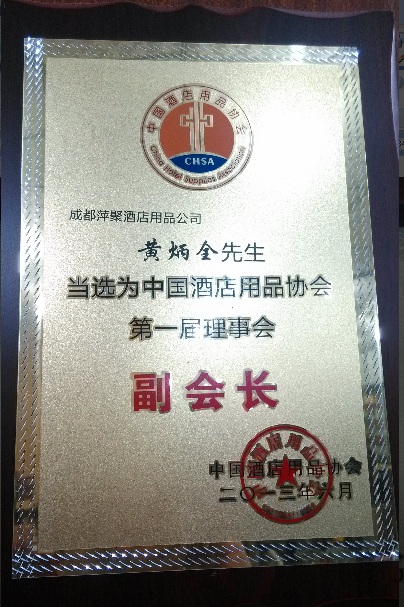 中国酒店用品协会
CHSA
China Hotel Supplies Association
成都萍聚酒店用品公司
黄炳全先生
当选为中国酒店用品协会
第一届理事会
副会长
中国酒店用品协会
二〇一三年六月